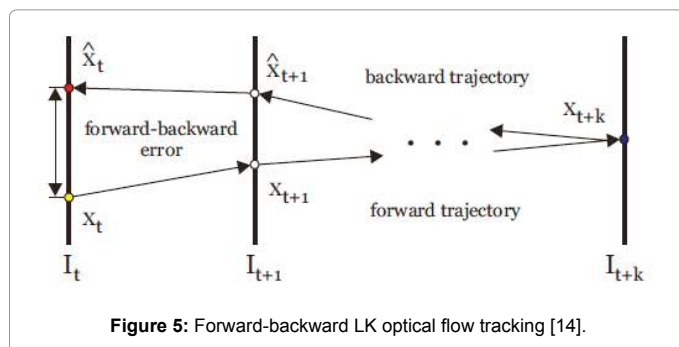 x̂ₜ
x̂ₜ₊₁
backward trajectory
xₜ₊ₖ
forward-backward
error
. . .
xₜ
xₜ₊₁
forward trajectory
Iₜ
Iₜ₊₁
Iₜ₊ₖ
Figure 5: Forward-backward LK optical flow tracking [14].